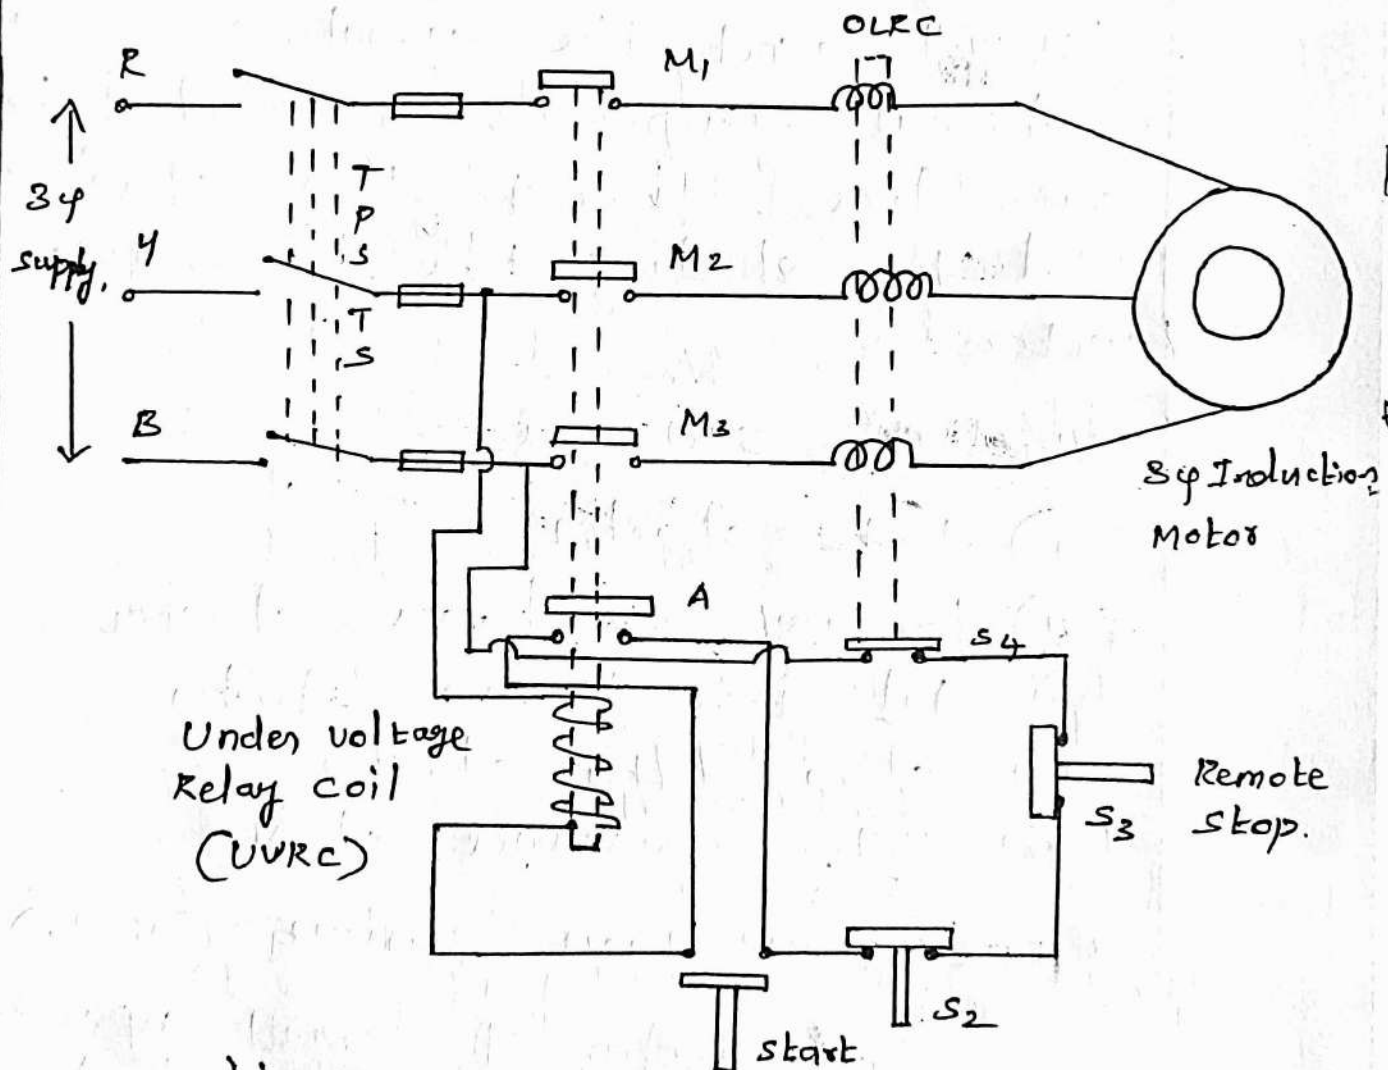 OLRC
R
M1
3φ
supply,
T
P
S
T
S
Y
M2
B
M3
3φ Induction
Motor
A
S4
Under voltage
Relay coil
(UVRC)
Remote
Stop.
S3
S2
Start